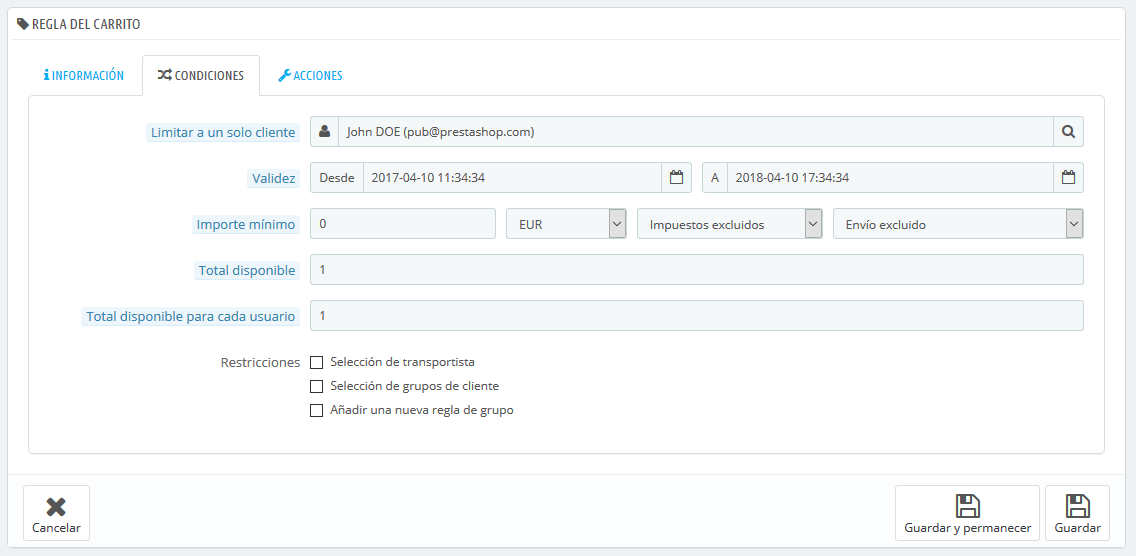 REGLA DEL CARRITO
INFORMACIÓN CONDICIONES ACCIONES
Limitar a un solo cliente John DOE (pub@prestashop.com)
Validez Desde 2017-04-10 11:34:34 A 2018-04-10 17:34:34
Importe mínimo 0 EUR Impuestos excluidos Envío excluido
Total disponible 1
Total disponible para cada usuario 1
Restricciones Selección de transportista
Selección de grupos de cliente
Añadir una nueva regla de grupo
Cancelar Guardar y permanecer Guardar